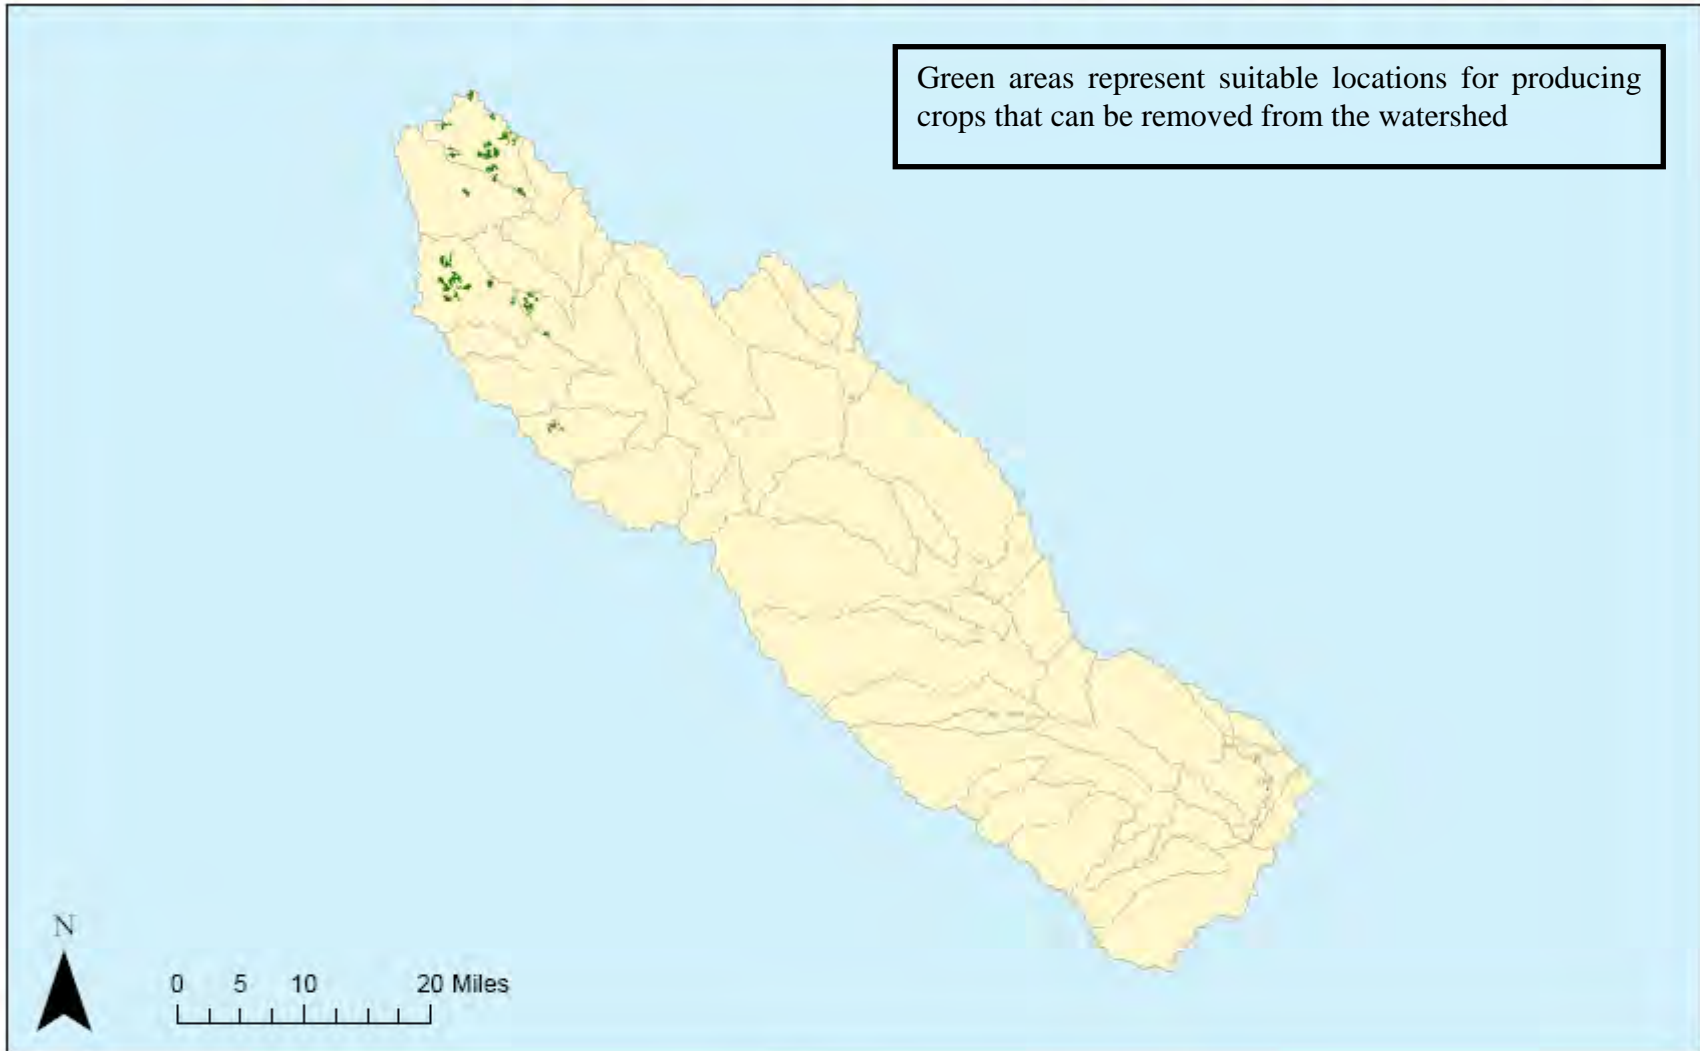 Green areas represent suitable locations for producing
crops that can be removed from the watershed
N
0 5 10 20 Miles